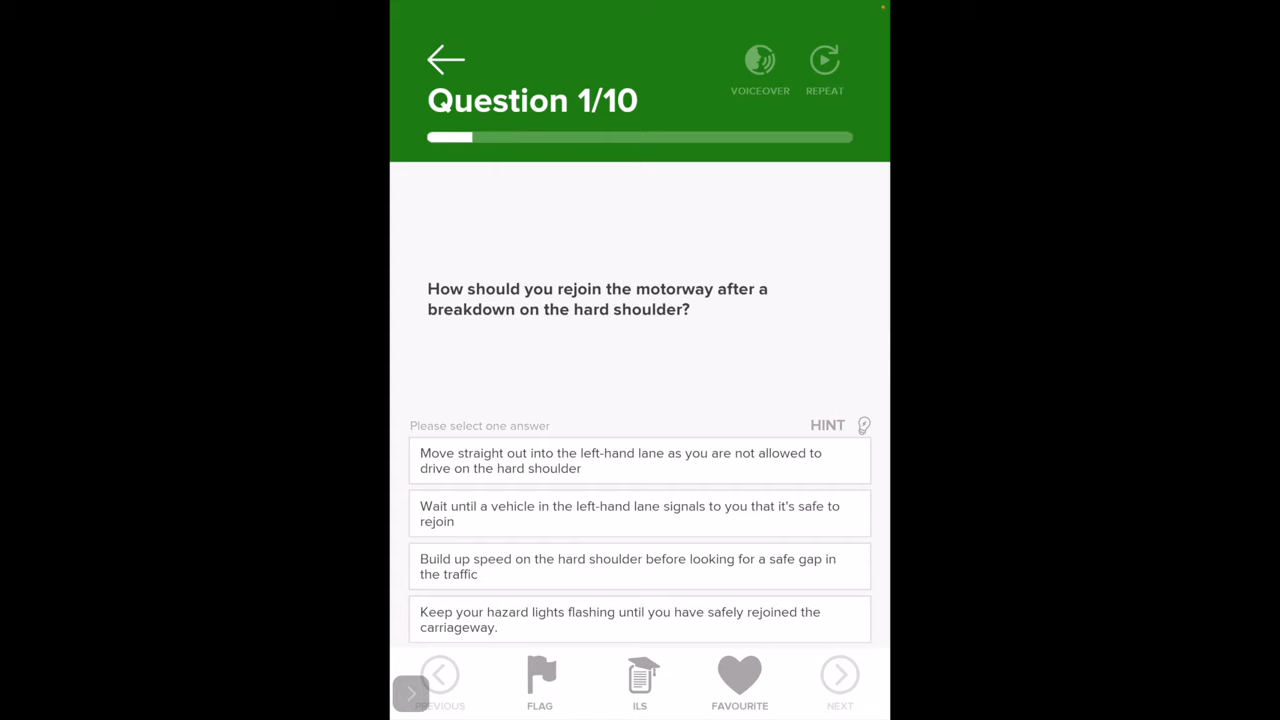 VOICEOVER REPEAT
Question 1/10
How should you rejoin the motorway after a
breakdown on the hard shoulder?
Please select one answer HINT
Move straight out into the left-hand lane as you are not allowed to
drive on the hard shoulder
Wait until a vehicle in the left-hand lane signals to you that it's safe to
rejoin
Build up speed on the hard shoulder before looking for a safe gap in
the traffic
Keep your hazard lights flashing until you have safely rejoined the
carriageway.
PREVIOUS FLAG ILS FAVOURITE NEXT